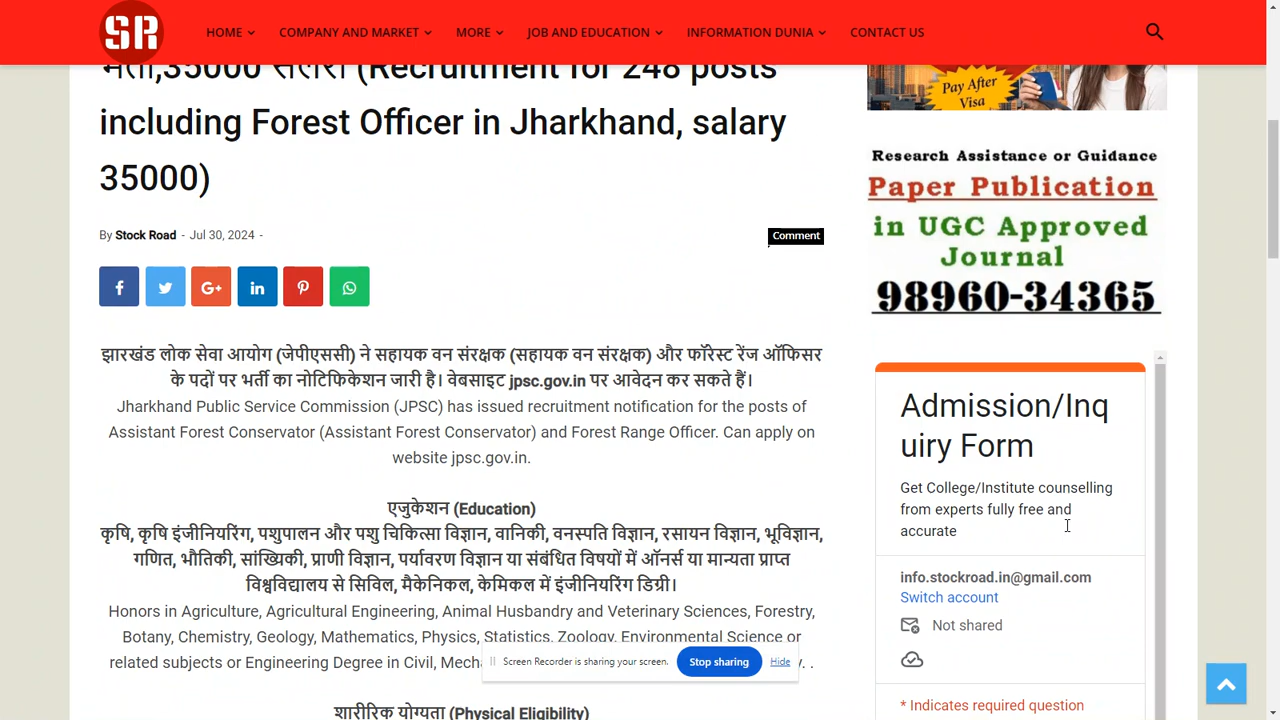 SR
HOME
COMPANY AND MARKET
MORE
JOB AND EDUCATION
INFORMATION DUNIA
CONTACT US
भर्ती,35000 सैलरी (Recruitment for 248 posts
including Forest Officer in Jharkhand, salary
35000)
By Stock Road - Jul 30, 2024 -
Comment
झारखंड लोक सेवा आयोग (जेपीएससी) ने सहायक वन संरक्षक (सहायक वन संरक्षक) और फॉरेस्ट रेंज ऑफिसर
के पदों पर भर्ती का नोटिफिकेशन जारी है। वेबसाइट jpsc.gov.in पर आवेदन कर सकते हैं।
Jharkhand Public Service Commission (JPSC) has issued recruitment notification for the posts of
Assistant Forest Conservator (Assistant Forest Conservator) and Forest Range Officer. Can apply on
website jpsc.gov.in.
एजुकेशन (Education)
कृषि, कृषि इंजीनियरिंग, पशुपालन और पशु चिकित्सा विज्ञान, वानिकी, वनस्पति विज्ञान, रसायन विज्ञान, भूविज्ञान,
गणित, भौतिकी, सांख्यिकी, प्राणी विज्ञान, पर्यावरण विज्ञान या संबंधित विषयों में ऑनर्स या मान्यता प्राप्त
विश्वविद्यालय से सिविल, मैकेनिकल, केमिकल में इंजीनियरिंग डिग्री।
Honors in Agriculture, Agricultural Engineering, Animal Husbandry and Veterinary Sciences, Forestry,
Botany, Chemistry, Geology, Mathematics, Physics, Statistics, Zoology, Environmental Science or
related subjects or Engineering Degree in Civil,
शारीरिक योग्यता (Physical Eligibility)
Pay After
Visa
Research Assistance or Guidance
Paper Publication
in UGC Approved
Journal
98960-34365
Admission/Inq
uiry Form
Get College/Institute counselling
from experts fully free and
accurate
info.stockroad.in@gmail.com
Switch account
Not shared
* Indicates required question
Screen Recorder is sharing your screen.
Stop sharing
Hide